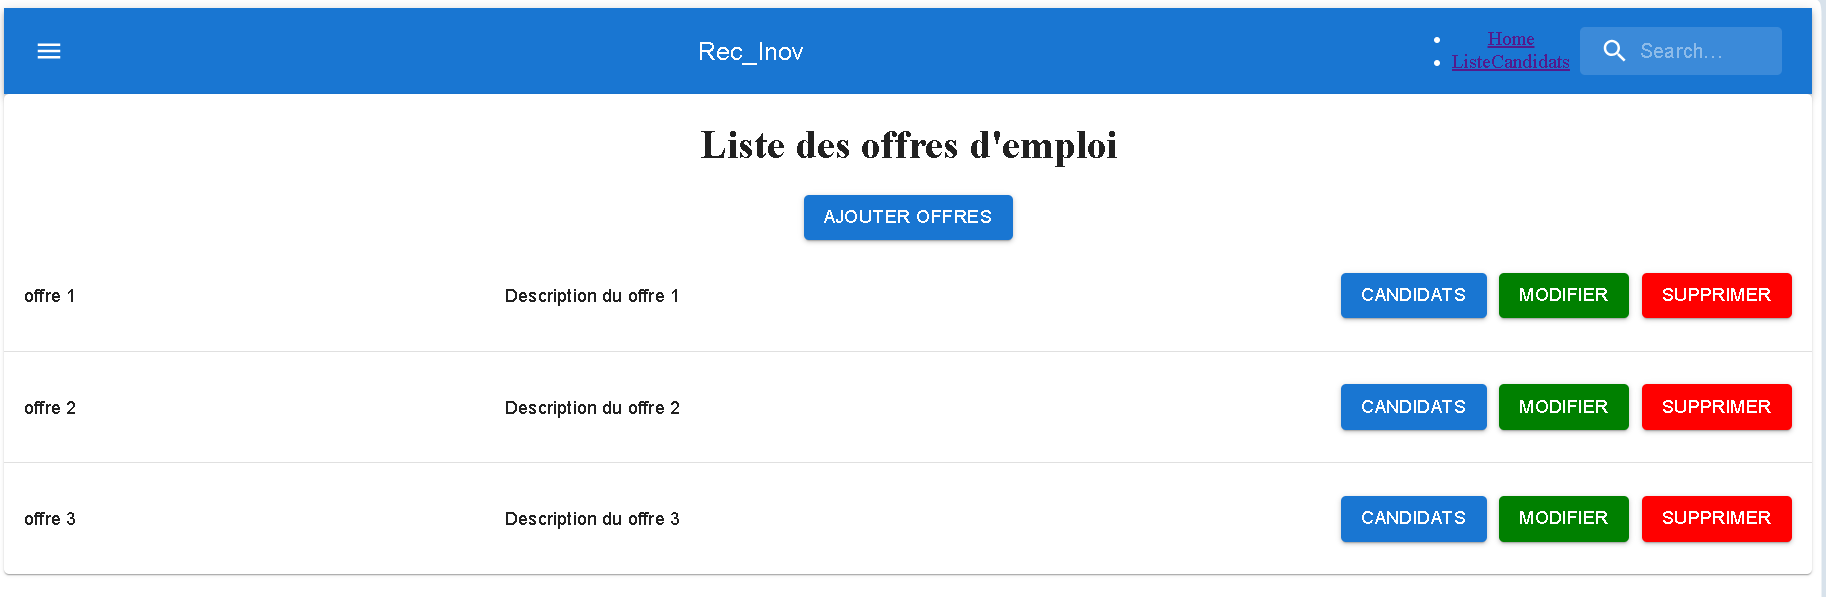 Rec_Inov
Home
ListeCandidats
Search...
Liste des offres d'emploi
AJOUTER OFFRES
offre 1 Description du offre 1 CANDIDATS MODIFIER SUPPRIMER
offre 2 Description du offre 2 CANDIDATS MODIFIER SUPPRIMER
offre 3 Description du offre 3 CANDIDATS MODIFIER SUPPRIMER